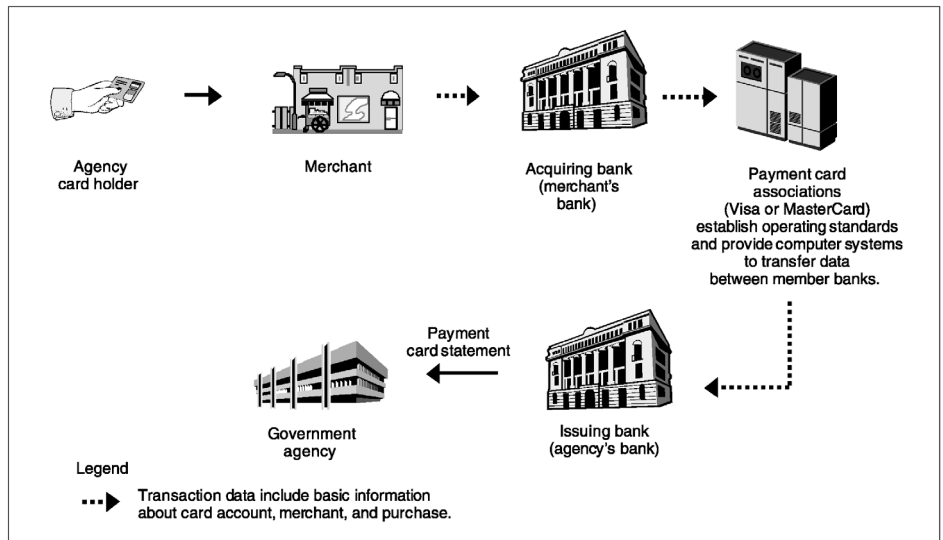 Agency
card holder
Merchant
Acquiring bank
(merchant's
bank)
Payment card
associations
(Visa or MasterCard)
establish operating standards
and provide computer systems
to transfer data
between member banks.
Payment
card statement
Government
agency
Issuing bank
(agency's bank)
Legend
Transaction data include basic information
about card account, merchant, and purchase.